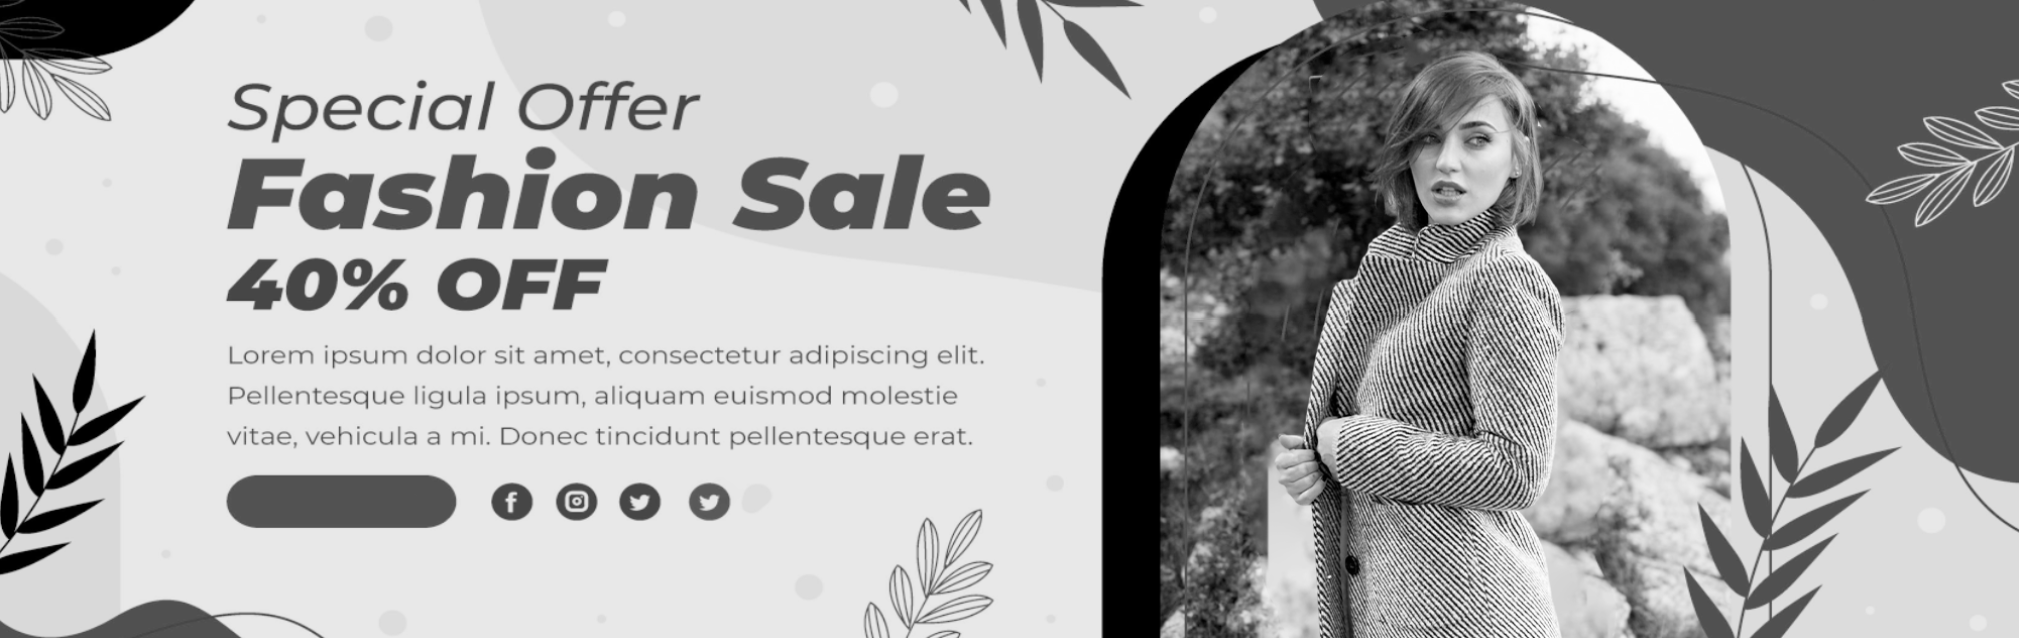 Special Offer
Fashion Sale
40% OFF
Lorem ipsum dolor sit amet, consectetur adipiscing elit.
Pellentesque ligula ipsum, aliquam euismod molestie
vitae, vehicula a mi. Donec tincidunt pellentesque erat.